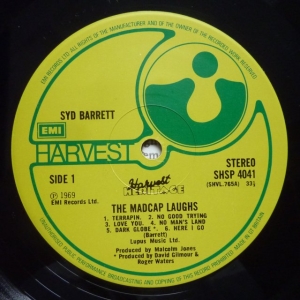 SYD BARRETT
EMI
HARVEST
SIDE 1
STEREO
SHSP 4041
(SHVL.765A) 33⅓
℗ 1969
EMI Records Ltd.
Harvest
HERITAGE
THE MADCAP LAUGHS
1. TERRAPIN. 2. NO GOOD TRYING
3. LOVE YOU. 4. NO MAN'S LAND
5. DARK GLOBE *. 6. HERE I GO
(Barrett)
Lupus Music Ltd.
Produced by Malcolm Jones
* Produced by David Gilmour &
Roger Waters